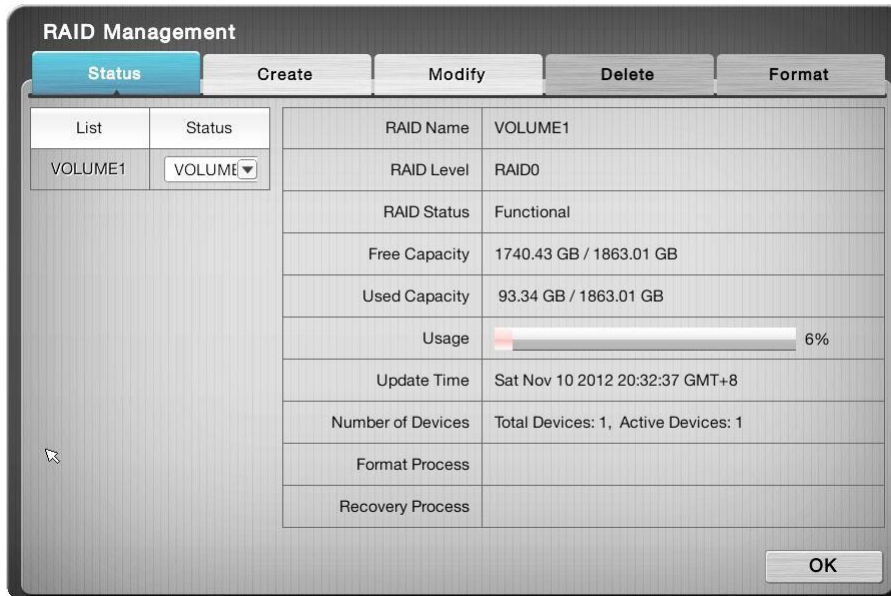 RAID Management
Status Create Modify Delete Format
List Status
VOLUME1 VOLUME
RAID Name VOLUME1
RAID Level RAID0
RAID Status Functional
Free Capacity 1740.43 GB / 1863.01 GB
Used Capacity 93.34 GB / 1863.01 GB
Usage 6%
Update Time Sat Nov 10 2012 20:32:37 GMT+8
Number of Devices Total Devices: 1, Active Devices: 1
Format Process
Recovery Process
OK